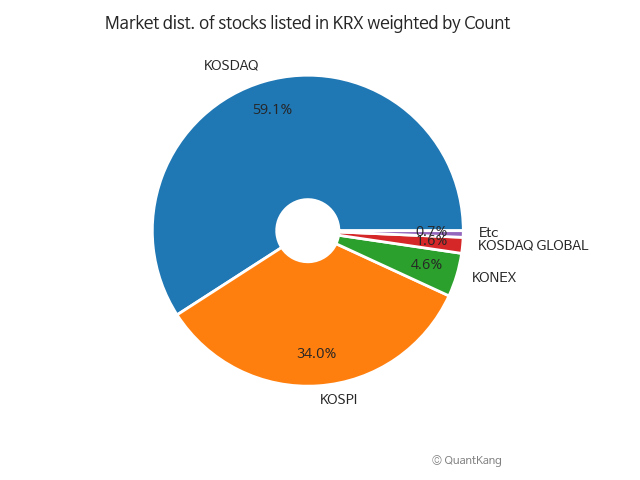 Market dist. of stocks listed in KRX weighted by Count
KOSDAQ
59.1%
0.7%
Etc
1.6%
KOSDAQ GLOBAL
4.6%
KONEX
34.0%
KOSPI
© QuantKang